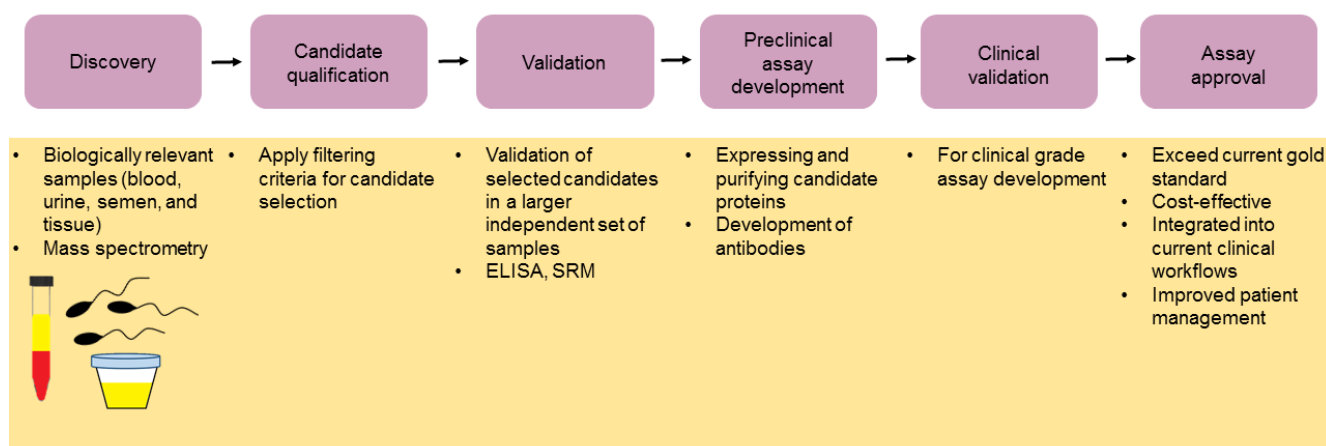 Discovery
Candidate
qualification
Validation
Preclinical
assay
development
Clinical
validation
Assay
approval
• Biologically relevant
samples (blood,
urine, semen, and
tissue)
• Mass spectrometry
• Apply filtering
criteria for candidate
selection
• Validation of
selected candidates
in a larger
independent set of
samples
• ELISA, SRM
• Expressing and
purifying candidate
proteins
• Development of
antibodies
• For clinical grade
assay development
• Exceed current gold
standard
• Cost-effective
• Integrated into
current clinical
workflows
• Improved patient
management